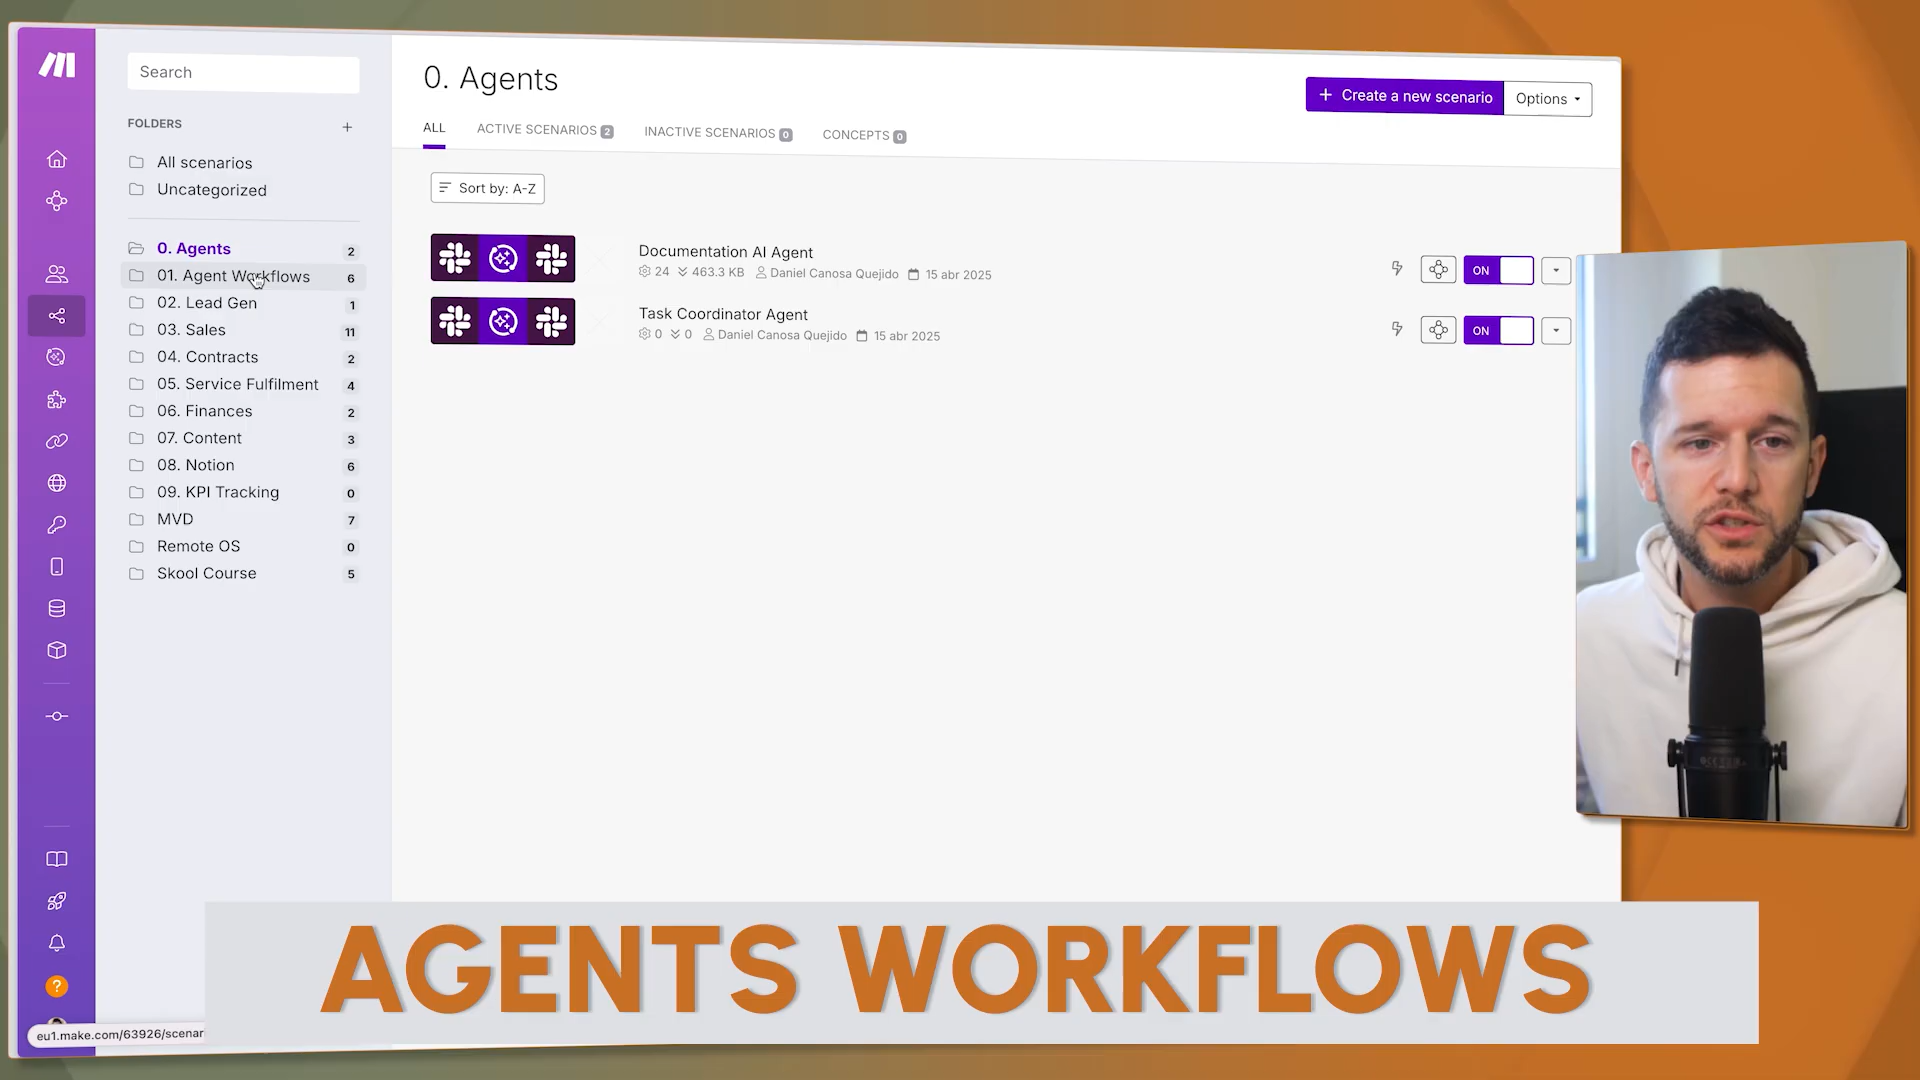 Search
FOLDERS
All scenarios
Uncategorized
0. Agents 2
01. Agent Workflows 6
02. Lead Gen 1
03. Sales 11
04. Contracts 2
05. Service Fulfilment 4
06. Finances 2
07. Content 3
08. Notion 6
09. KPI Tracking 0
MVD 7
Remote OS 0
Skool Course 5
0. Agents
+ Create a new scenario
Options
ALL
ACTIVE SCENARIOS 2
INACTIVE SCENARIOS 0
CONCEPTS 0
Sort by: A-Z
Documentation AI Agent
24 463.3 KB Daniel Canosa Quejido 15 abr 2025
ON
Task Coordinator Agent
0 0 Daniel Canosa Quejido 15 abr 2025
ON
?
eu1.make.com/63926/scenar
AGENTS WORKFLOWS